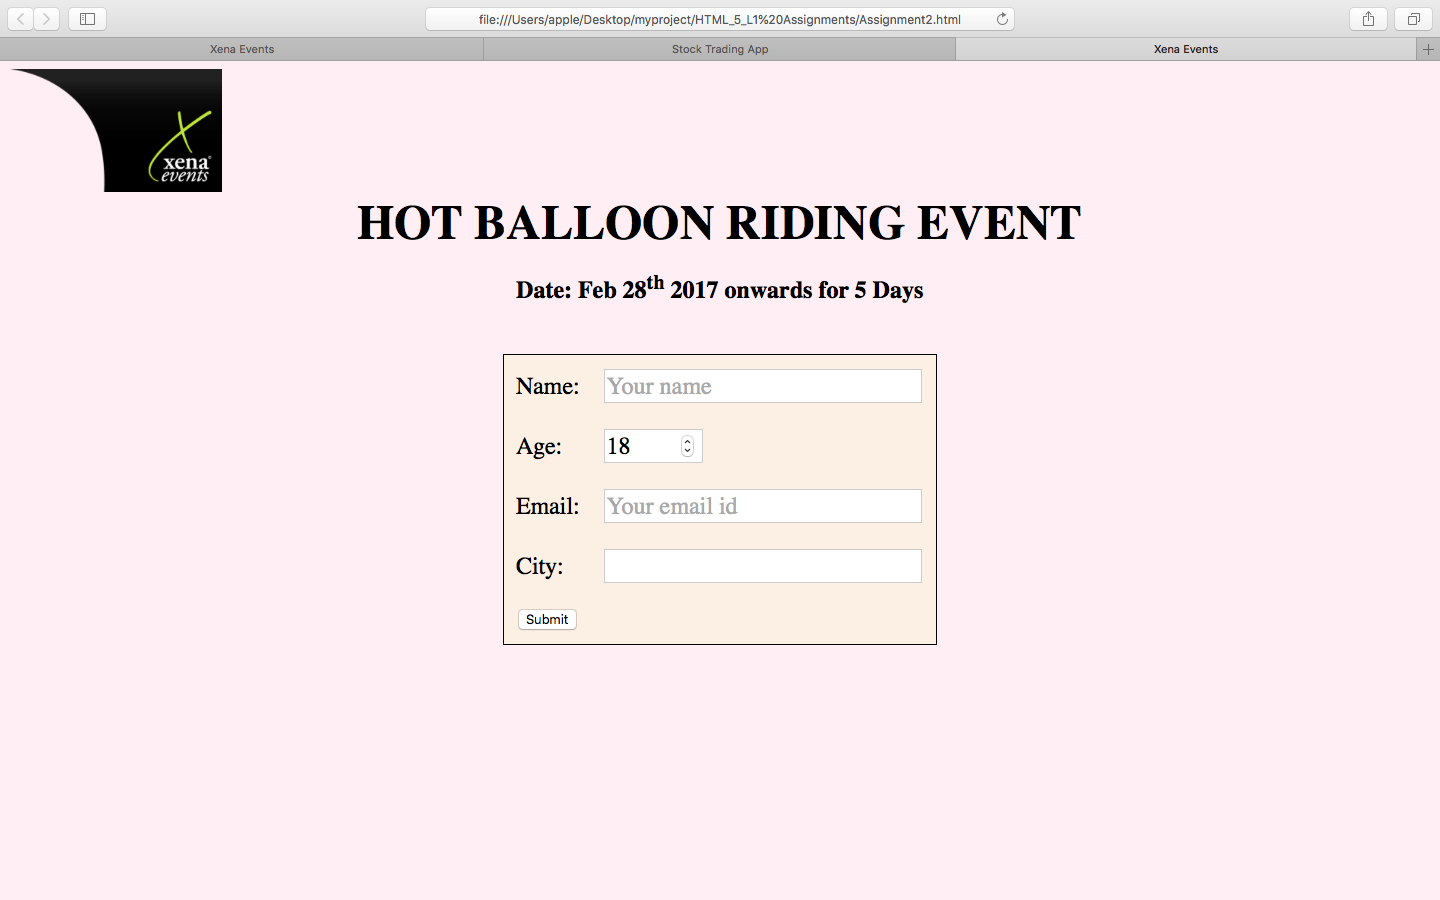 file:///Users/apple/Desktop/myproject/HTML_5_L1%20Assignments/Assignment2.html
Xena Events
Stock Trading App
Xena Events
xena®
events
HOT BALLOON RIDING EVENT
Date: Feb 28th 2017 onwards for 5 Days
Name: Your name
Age: 18
Email: Your email id
City:
Submit